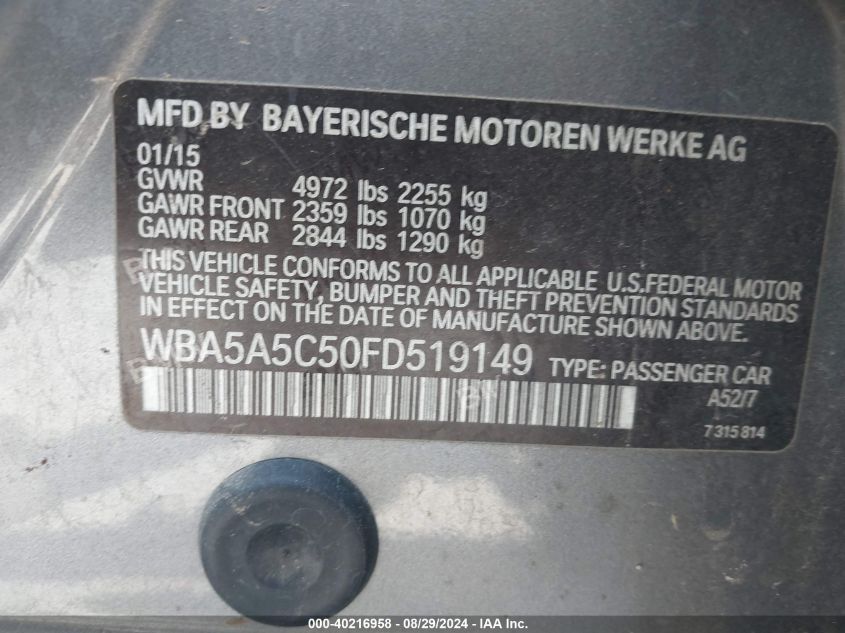 MFD BY BAYERISCHE MOTOREN WERKE AG
01/15
GVWR 4972 lbs 2255 kg
GAWR FRONT 2359 lbs 1070 kg
GAWR REAR 2844 lbs 1290 kg
THIS VEHICLE CONFORMS TO ALL APPLICABLE U.S.FEDERAL MOTOR
VEHICLE SAFETY, BUMPER AND THEFT PREVENTION STANDARDS
IN EFFECT ON THE DATE OF MANUFACTURE SHOWN ABOVE.
WBA5A5C50FD519149 TYPE: PASSENGER CAR
A52/7
7315814
000-40216958 - 08/29/2024 - IAA Inc.